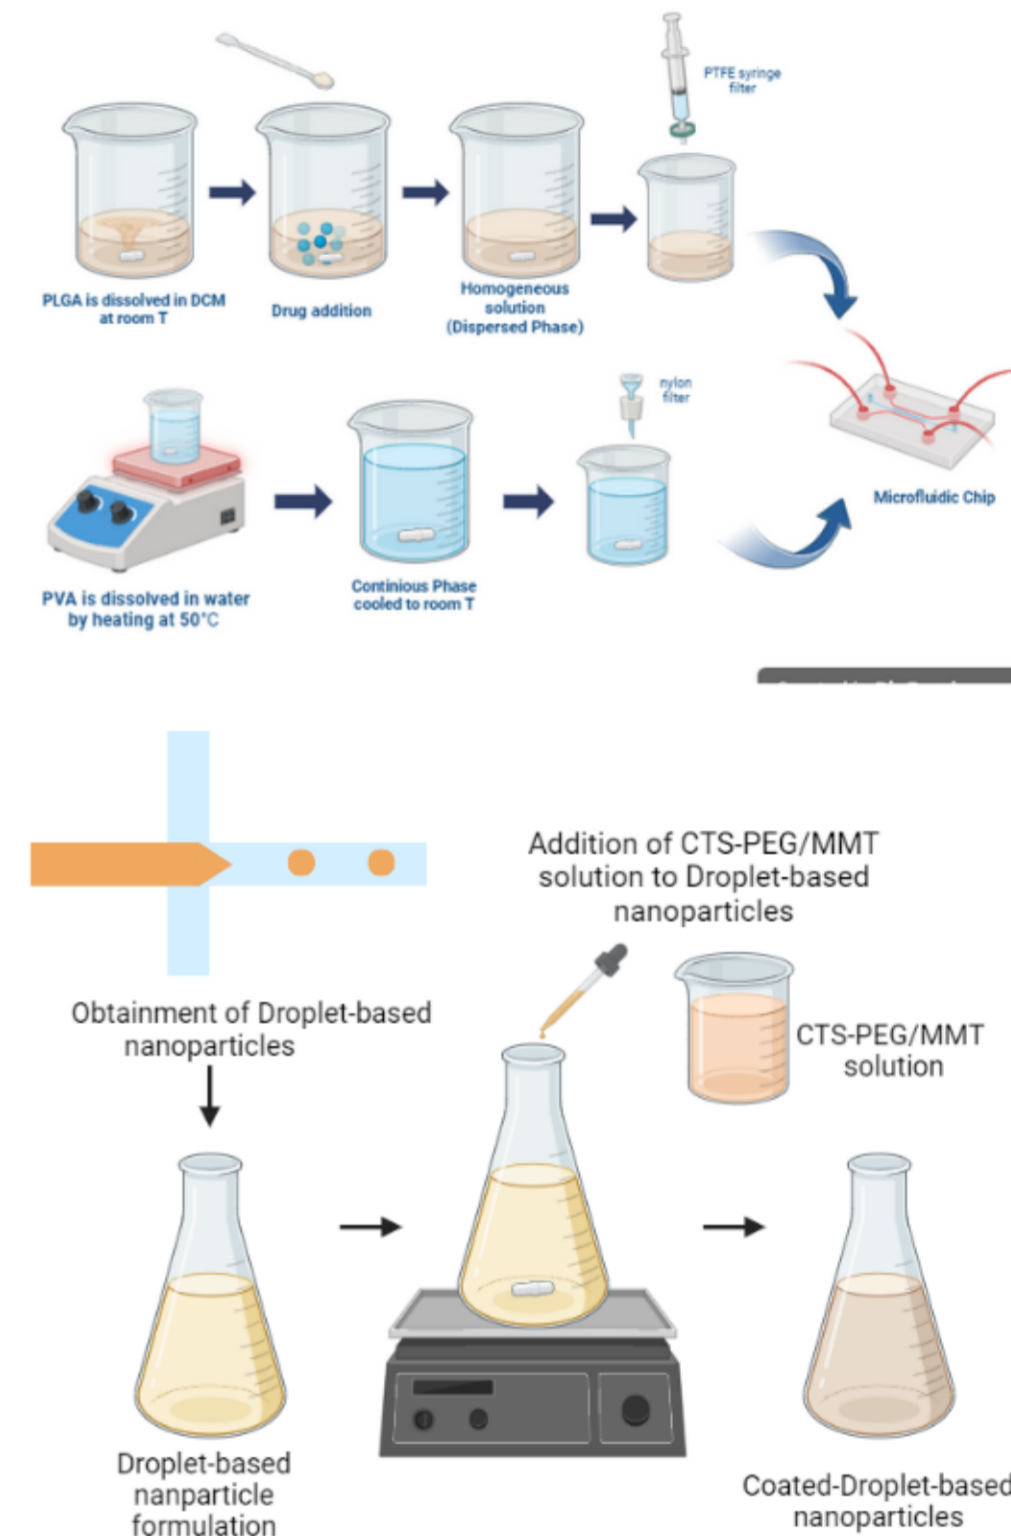 PTFE syringe
filter
PLGA is dissolved in DCM
at room T
Drug addition
Homogeneous
solution
(Dispersed Phase)
nylon
filter
Microfluidic Chip
PVA is dissolved in water
by heating at 50°C
Continious Phase
cooled to room T
Addition of CTS-PEG/MMT
solution to Droplet-based
nanoparticles
Obtainment of Droplet-based
nanoparticles
CTS-PEG/MMT
solution
Droplet-based
nanparticle
formulation
Coated-Droplet-based
nanoparticles